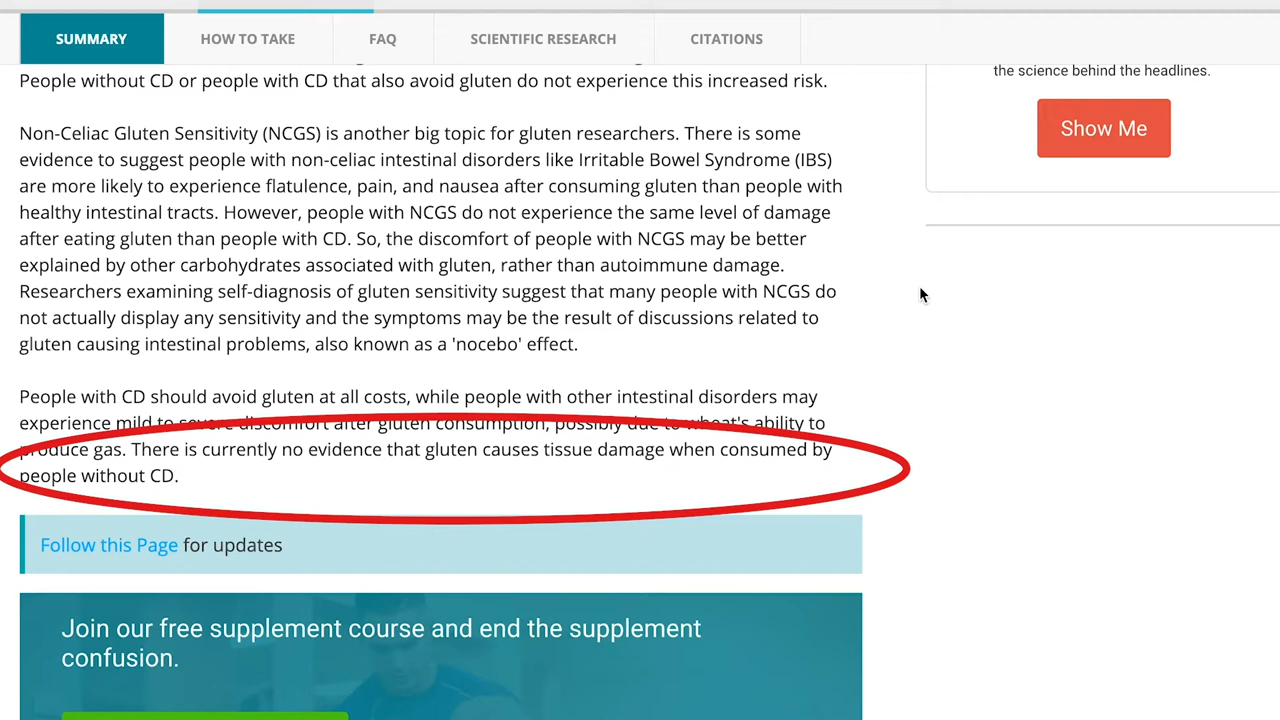 SUMMARY
HOW TO TAKE
FAQ
SCIENTIFIC RESEARCH
CITATIONS
People without CD or people with CD that also avoid gluten do not experience this increased risk.
Non-Celiac Gluten Sensitivity (NCGS) is another big topic for gluten researchers. There is some
evidence to suggest people with non-celiac intestinal disorders like Irritable Bowel Syndrome (IBS)
are more likely to experience flatulence, pain, and nausea after consuming gluten than people with
healthy intestinal tracts. However, people with NCGS do not experience the same level of damage
after eating gluten than people with CD. So, the discomfort of people with NCGS may be better
explained by other carbohydrates associated with gluten, rather than autoimmune damage.
Researchers examining self-diagnosis of gluten sensitivity suggest that many people with NCGS do
not actually display any sensitivity and the symptoms may be the result of discussions related to
gluten causing intestinal problems, also known as a 'nocebo' effect.
People with CD should avoid gluten at all costs, while people with other intestinal disorders may
experience mild to severe discomfort after gluten consumption, possibly due to wheat's ability to
produce gas. There is currently no evidence that gluten causes tissue damage when consumed by
people without CD.
Follow this Page for updates
Join our free supplement course and end the supplement
confusion.
the science behind the headlines.
Show Me